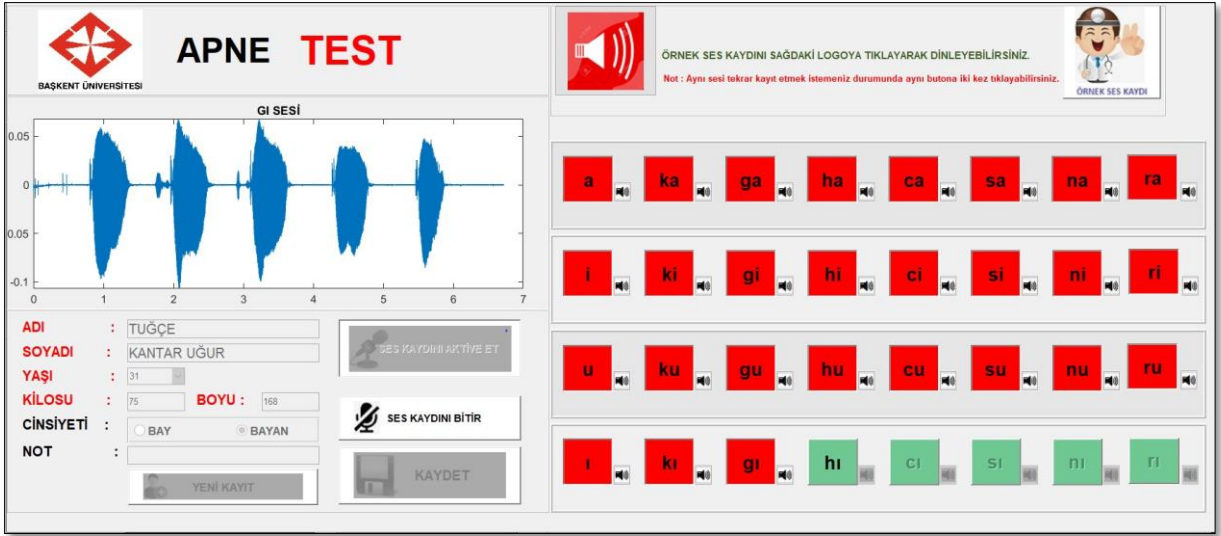 BAŞKENT ÜNİVERSİTESİ
APNE TEST
ÖRNEK SES KAYDINI SAĞDAKİ LOGOYA TIKLAYARAK DİNLEYEBİLİRSİNİZ.
Not : Aynı sesi tekrar kayıt etmek istemeniz durumunda aynı butona iki kez tıklayabilirsiniz.
ÖRNEK SES KAYDI
GI SESİ
0.05
0
0.05
-0.1
0 1 2 3 4 5 6 7
ADI : TUĞÇE
SOYADI : KANTAR UĞUR
YAŞI : 31
KİLOSU : 75 BOYU : 168
CİNSİYETİ : BAY BAYAN
NOT :
YENİ KAYIT
SES KAYDINI AKTİVE ET
SES KAYDINI BİTİR
KAYDET
a ka ga ha ca sa na ra
i ki gi hi ci si ni ri
u ku gu hu cu su nu ru
ı kı gı hı cı sı nı rı